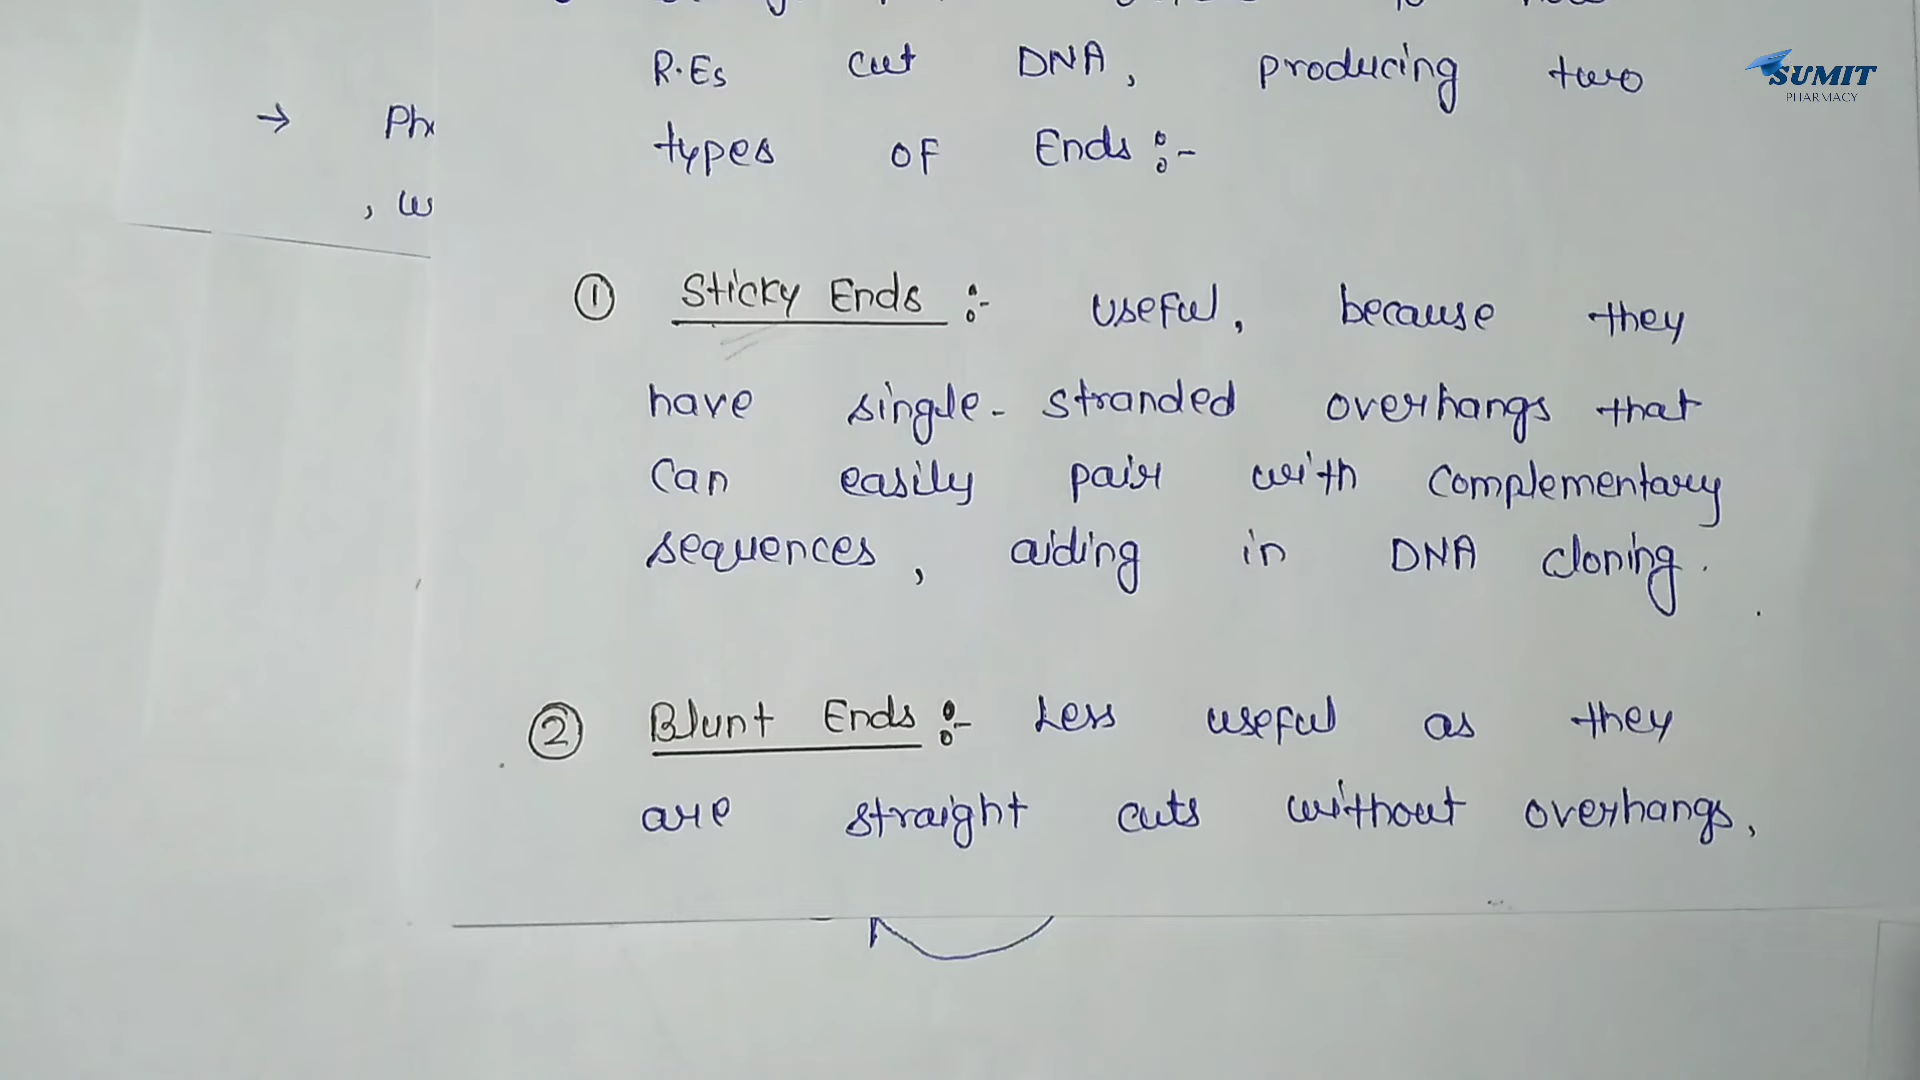 R.Es cut DNA, producing two
types of Ends :-
→
, w
① Sticky Ends :- useful, because they
have single-stranded overhangs that
can easily pair with complementary
sequences, aiding in DNA cloning.
② Blunt Ends :- Less useful as they
are straight cuts without overhangs,
SUMIT
PHARMACY